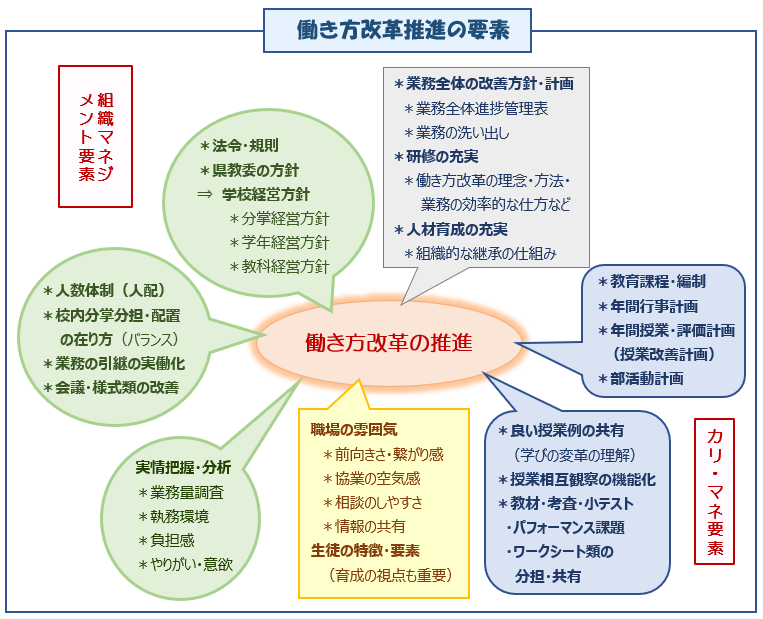 働き方改革推進の要素
組織マネジ
メント要素
＊法令・規則
＊県教委の方針
⇒ 学校経営方針
＊分掌経営方針
＊学年経営方針
＊教科経営方針
＊業務全体の改善方針・計画
＊業務全体進捗管理表
＊業務の洗い出し
＊研修の充実
＊働き方改革の理念・方法・
業務の効率的な仕方など
＊人材育成の充実
＊組織的な継承の仕組み
＊人数体制（人配）
＊校内分掌分担・配置
の在り方（バランス）
＊業務の引継の実働化
＊会議・様式類の改善
働き方改革の推進
＊教育課程・編制
＊年間行事計画
＊年間授業・評価計画
（授業改善計画）
＊部活動計画
実情把握・分析
＊業務量調査
＊執務環境
＊負担感
＊やりがい・意欲
職場の雰囲気
＊前向きさ・繋がり感
＊協業の空気感
＊相談のしやすさ
＊情報の共有
生徒の特徴・要素
（育成の視点も重要）
＊良い授業例の共有
（学びの変革の理解）
＊授業相互観察の機能化
＊教材・考査・小テスト
・パフォーマンス課題
・ワークシート類の
分担・共有
カリ・マネ要素